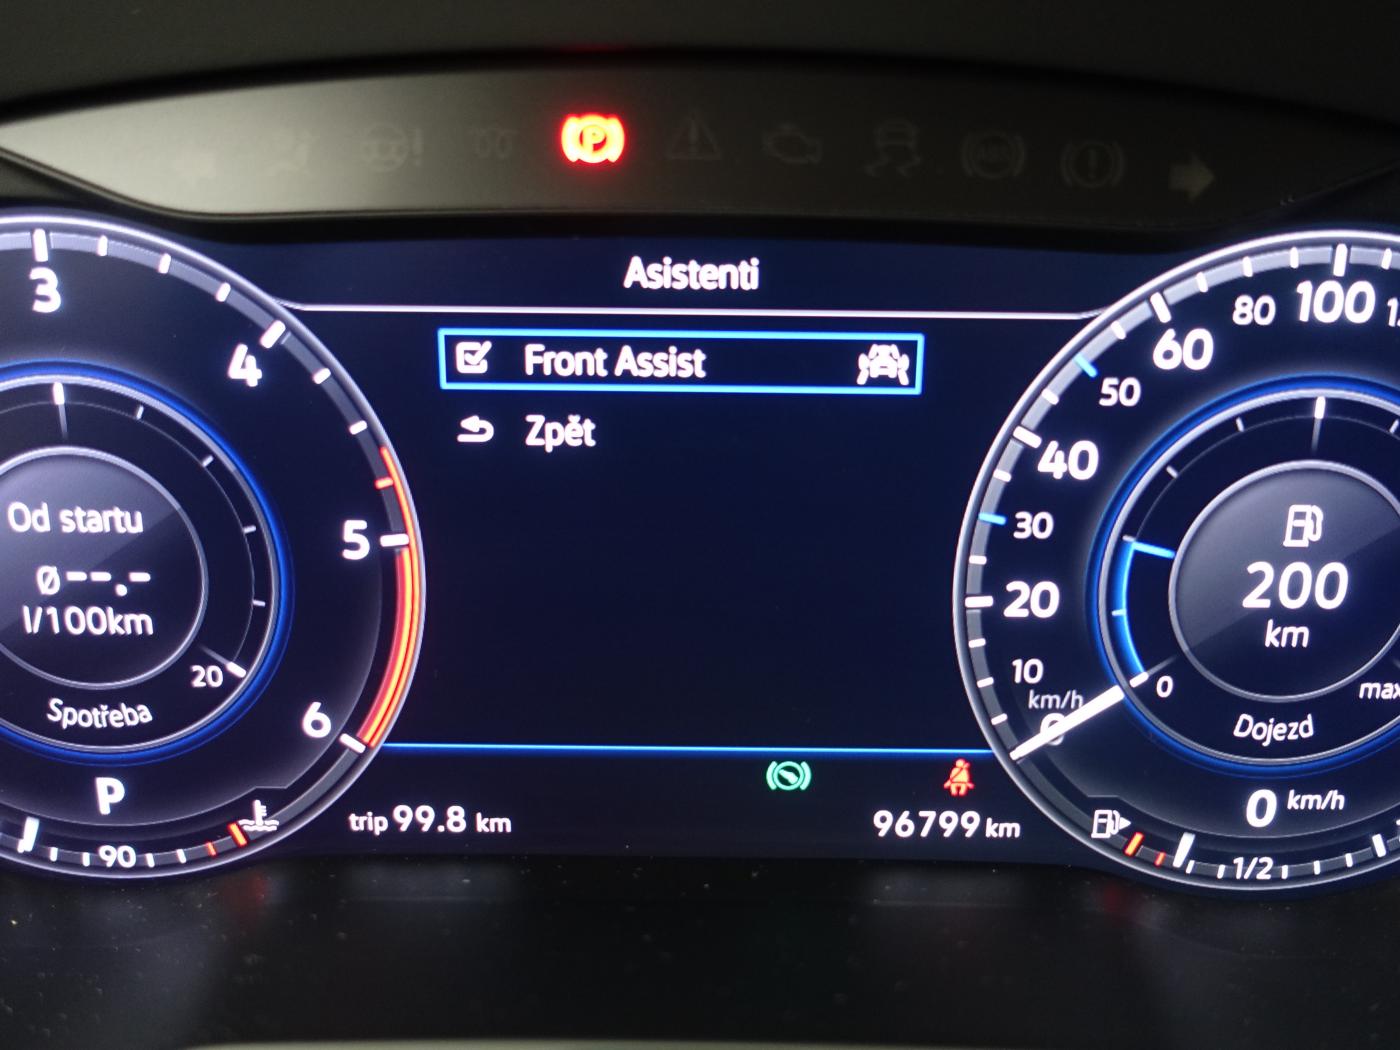 P
Asistenti
Front Assist
Zpět
3
4
5
6
Od startu
Ø--.-
l/100km
20
Spotřeba
P
90
trip 99.8 km
96799 km
100
80
60
50
40
30
20
10
km/h
0
200
km
0
max
Dojezd
0 km/h
1/2